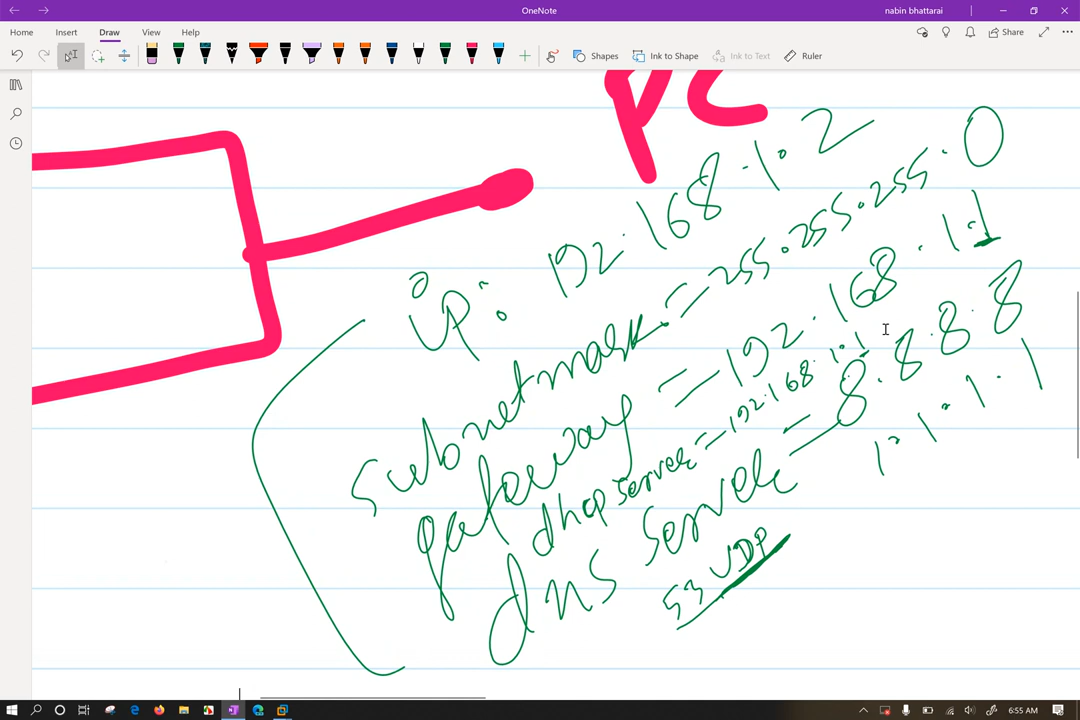 OneNote
nabin bhattarai
Home Insert Draw View Help
Share
Shapes Ink to Shape Ink to Text Ruler
PC
ip: 192.168.1.2
subnetmask = 255.255.255.0
gateway = 192.168.1.1
dhcp server = 192.168.1.1
dns server = 8.8.8.8
1.1.1.1
53 UDP
6:55 AM